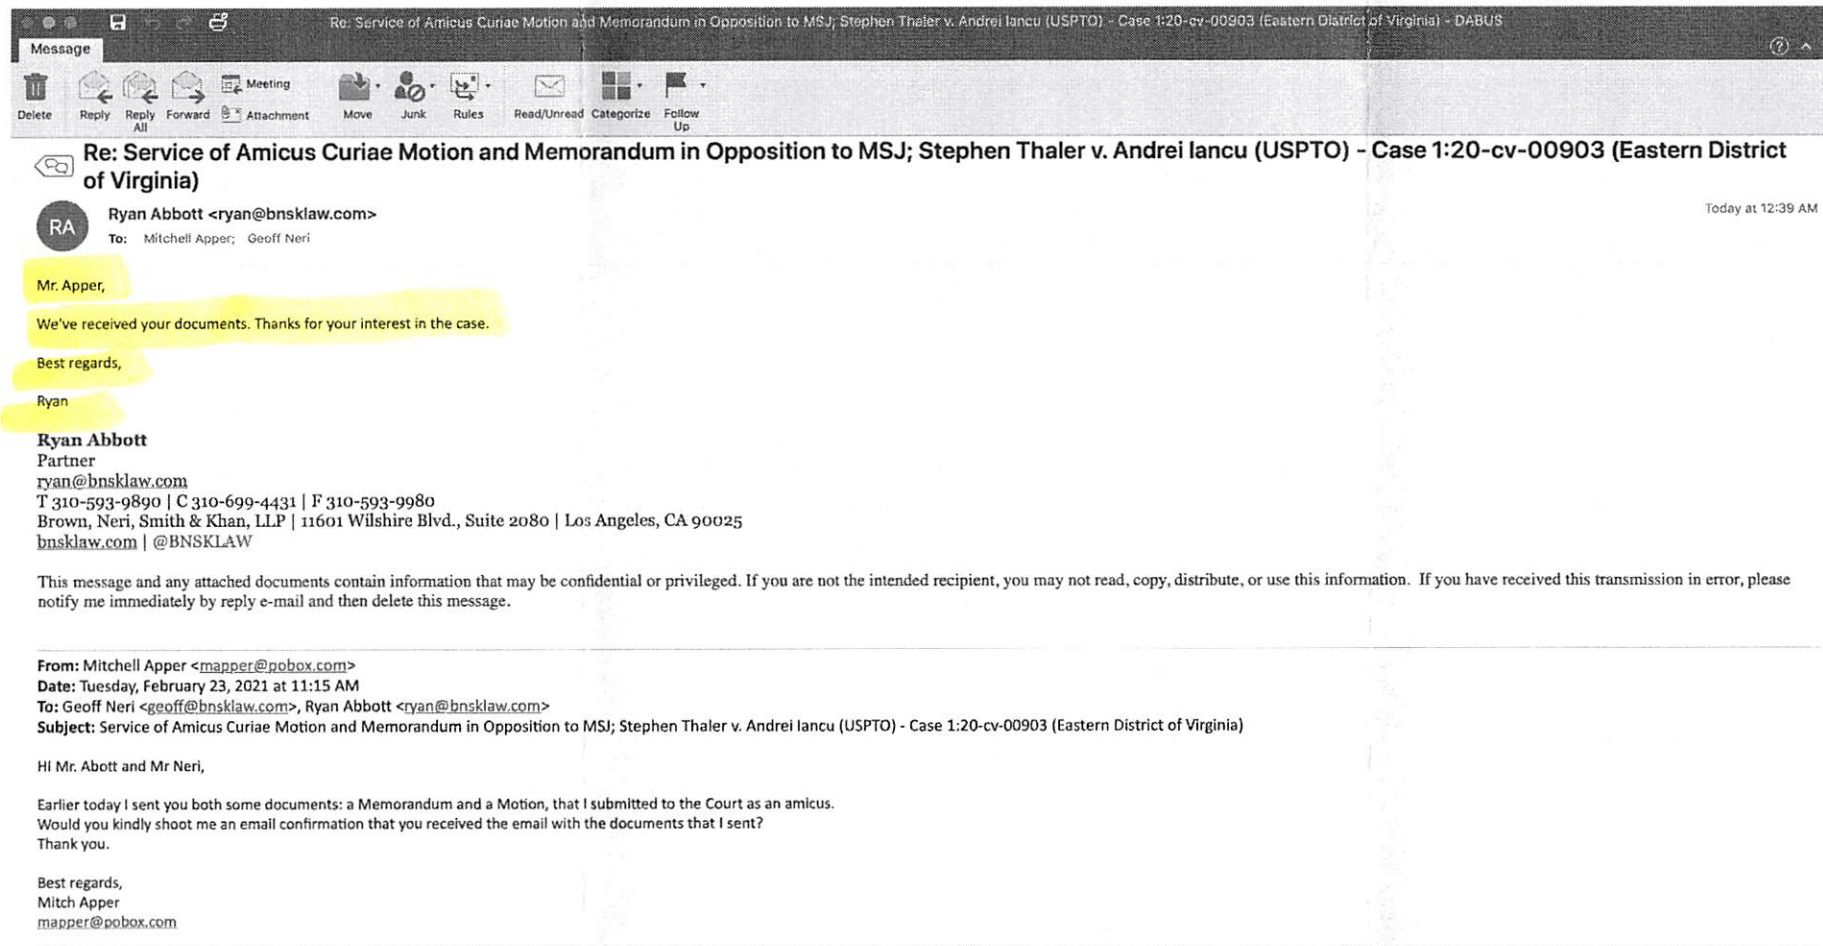 Re: Service of Amicus Curiae Motion and Memorandum in Opposition to MSJ; Stephen Thaler v. Andrei Iancu (USPTO) - Case 1:20-cv-00903 (Eastern District of Virginia) - DABUS
Message
Delete
Reply
Reply All
Forward
Meeting
Attachment
Move
Junk
Rules
Read/Unread
Categorize
Follow Up
Re: Service of Amicus Curiae Motion and Memorandum in Opposition to MSJ; Stephen Thaler v. Andrei Iancu (USPTO) - Case 1:20-cv-00903 (Eastern District
of Virginia)
RA
Ryan Abbott <ryan@bnsklaw.com>
Today at 12:39 AM
To: Mitchell Apper; Geoff Neri
Mr. Apper,
We've received your documents. Thanks for your interest in the case.
Best regards,
Ryan
Ryan Abbott
Partner
ryan@bnsklaw.com
T 310-593-9890 | C 310-699-4431 | F 310-593-9980
Brown, Neri, Smith & Khan, LLP | 11601 Wilshire Blvd., Suite 2080 | Los Angeles, CA 90025
bnsklaw.com | @BNSKLAW
This message and any attached documents contain information that may be confidential or privileged. If you are not the intended recipient, you may not read, copy, distribute, or use this information. If you have received this transmission in error, please
notify me immediately by reply e-mail and then delete this message.
From: Mitchell Apper <mapper@pobox.com>
Date: Tuesday, February 23, 2021 at 11:15 AM
To: Geoff Neri <geoff@bnsklaw.com>, Ryan Abbott <ryan@bnsklaw.com>
Subject: Service of Amicus Curiae Motion and Memorandum in Opposition to MSJ; Stephen Thaler v. Andrei Iancu (USPTO) - Case 1:20-cv-00903 (Eastern District of Virginia)
Hi Mr. Abott and Mr Neri,
Earlier today I sent you both some documents: a Memorandum and a Motion, that I submitted to the Court as an amicus.
Would you kindly shoot me an email confirmation that you received the email with the documents that I sent?
Thank you.
Best regards,
Mitch Apper
mapper@pobox.com